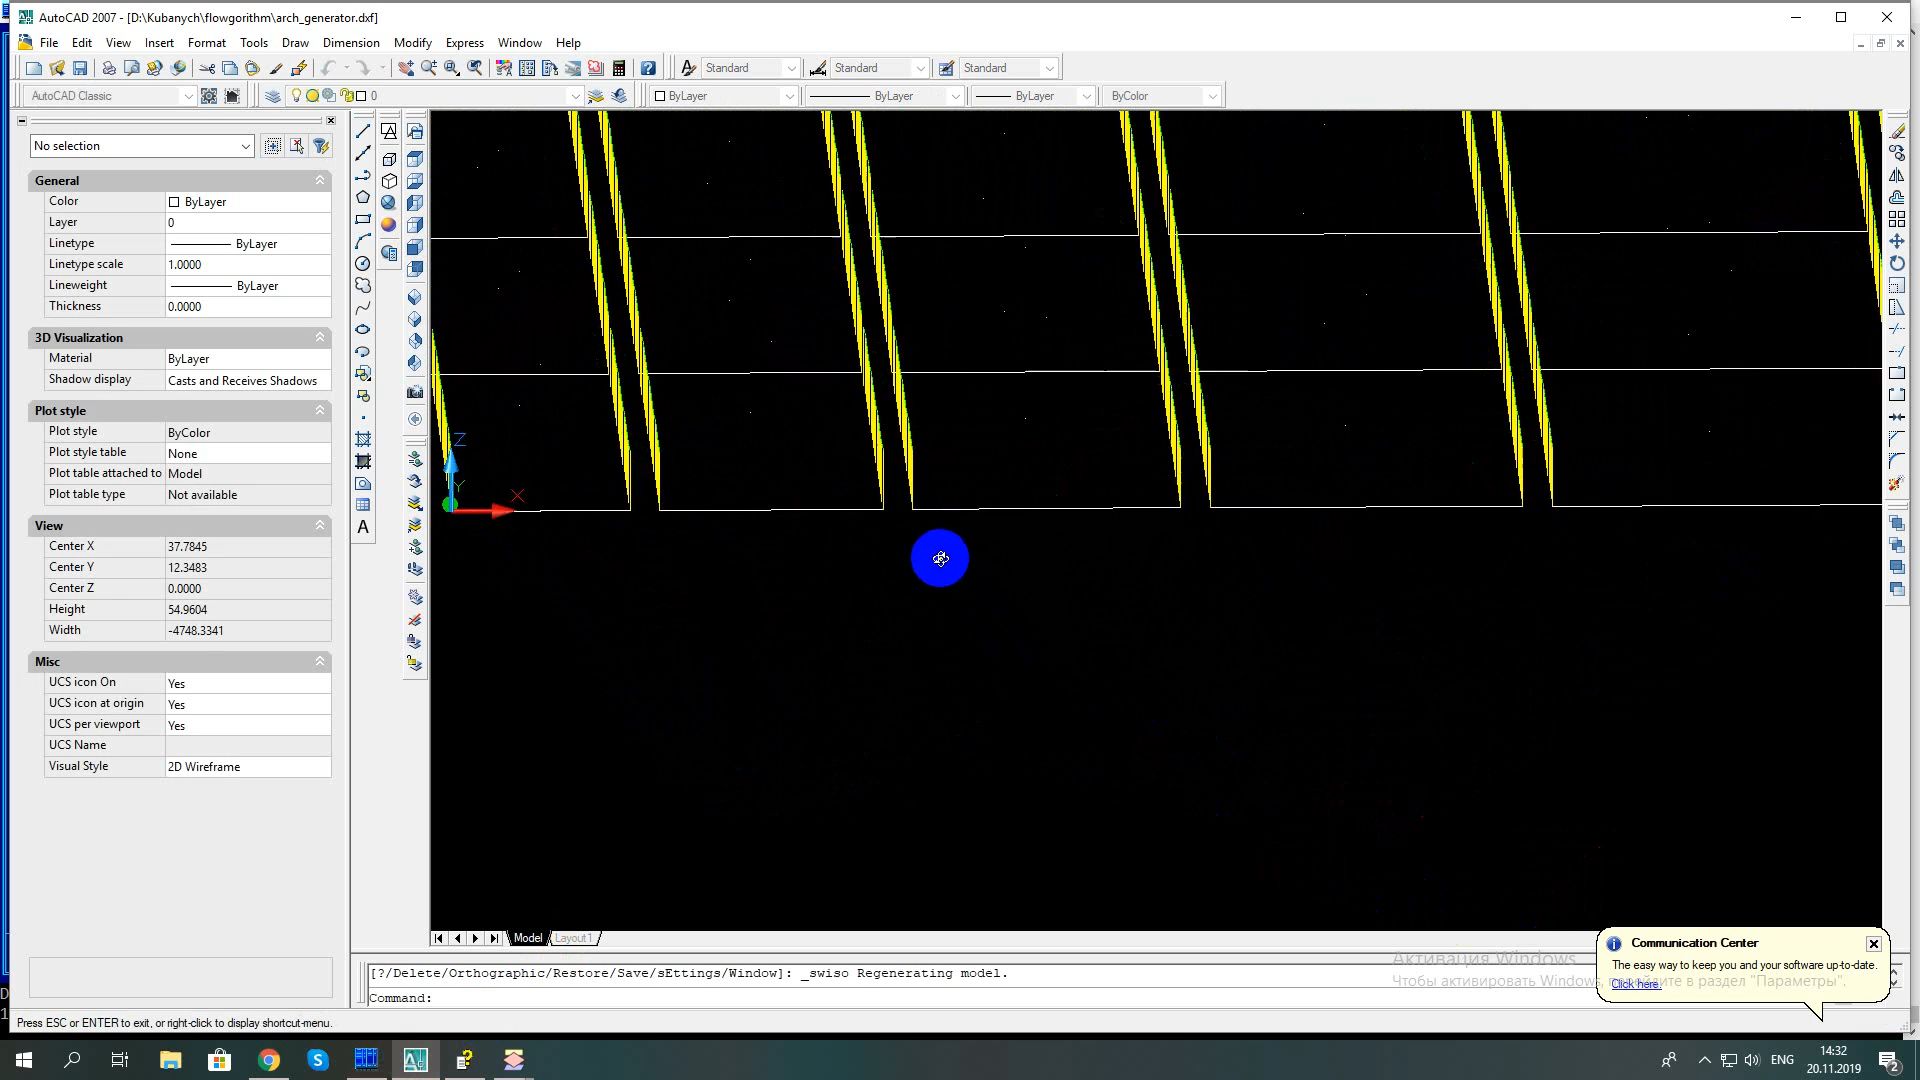 AutoCAD 2007 - [D:\Kubanych\flowgorithm\arch_generator.dxf]
File Edit View Insert Format Tools Draw Dimension Modify Express Window Help
Standard Standard Standard
AutoCAD Classic 0 ByLayer ByLayer ByLayer ByColor
No selection
General
Color ByLayer
Layer 0
Linetype ByLayer
Linetype scale 1.0000
Lineweight ByLayer
Thickness 0.0000
3D Visualization
Material ByLayer
Shadow display Casts and Receives Shadows
Plot style
Plot style ByColor
Plot style table None
Plot table attached to Model
Plot table type Not available
View
Center X 37.7845
Center Y 12.3483
Center Z 0.0000
Height 54.9604
Width -4748.3341
Misc
UCS icon On Yes
UCS icon at origin Yes
UCS per viewport Yes
UCS Name
Visual Style 2D Wireframe
A
Z
Y
X
Model Layout1
[?/Delete/Orthographic/Restore/Save/sEttings/Window]: _swiso Regenerating model.
Command:
Активация Windows
Чтобы активировать Windows, перейдите в раздел "Параметры".
Communication Center
The easy way to keep you and your software up-to-date.
Click here.
Press ESC or ENTER to exit, or right-click to display shortcut-menu.
ENG
14:32
20.11.2019
2